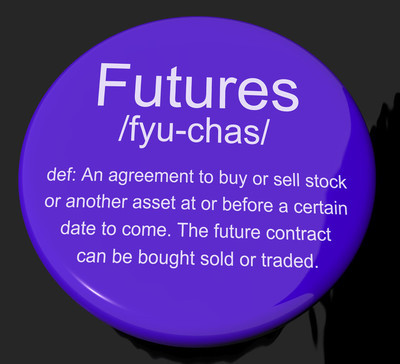 Futures
/fyu-chas/
def: An agreement to buy or sell stock
or another asset at or before a certain
date to come. The future contract
can be bought sold or traded.